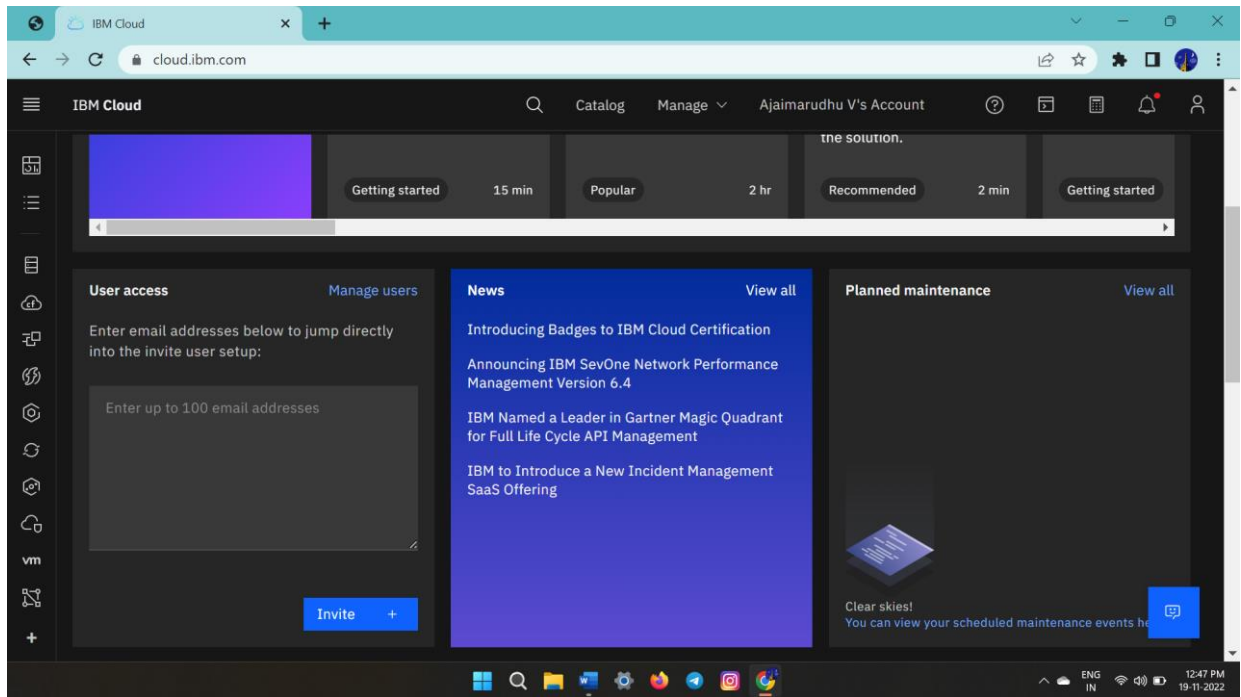 IBM Cloud
cloud.ibm.com
IBM Cloud
Catalog
Manage
Ajaimarudhu V's Account
the solution.
Getting started
15 min
Popular
2 hr
Recommended
2 min
Getting started
User access
Manage users
Enter email addresses below to jump directly
into the invite user setup:
Enter up to 100 email addresses
Invite +
News
View all
Introducing Badges to IBM Cloud Certification
Announcing IBM SevOne Network Performance
Management Version 6.4
IBM Named a Leader in Gartner Magic Quadrant
for Full Life Cycle API Management
IBM to Introduce a New Incident Management
SaaS Offering
Planned maintenance
View all
Clear skies!
You can view your scheduled maintenance events
vm
ENG
IN
12:47 PM
19-11-2022